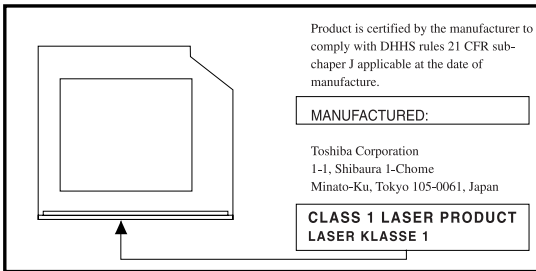 Product is certified by the manufacturer to
comply with DHHS rules 21 CFR sub-
chaper J applicable at the date of
manufacture.
MANUFACTURED:
Toshiba Corporation
1-1, Shibaura 1-Chome
Minato-Ku, Tokyo 105-0061, Japan
CLASS 1 LASER PRODUCT
LASER KLASSE 1